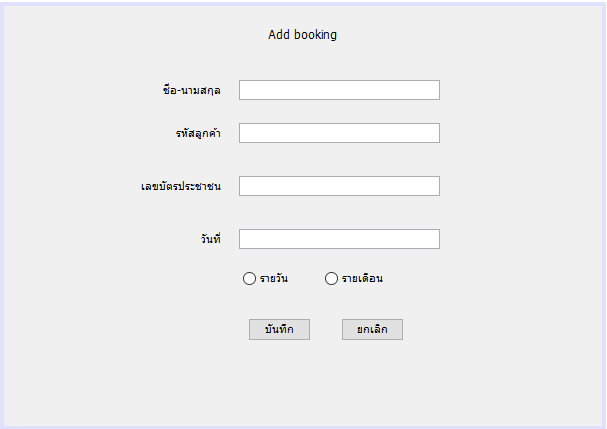 Add booking
ชื่อ-นามสกุล
รหัสลูกค้า
เลขบัตรประชาชน
วันที่
รายวัน รายเดือน
บันทึก ยกเลิก